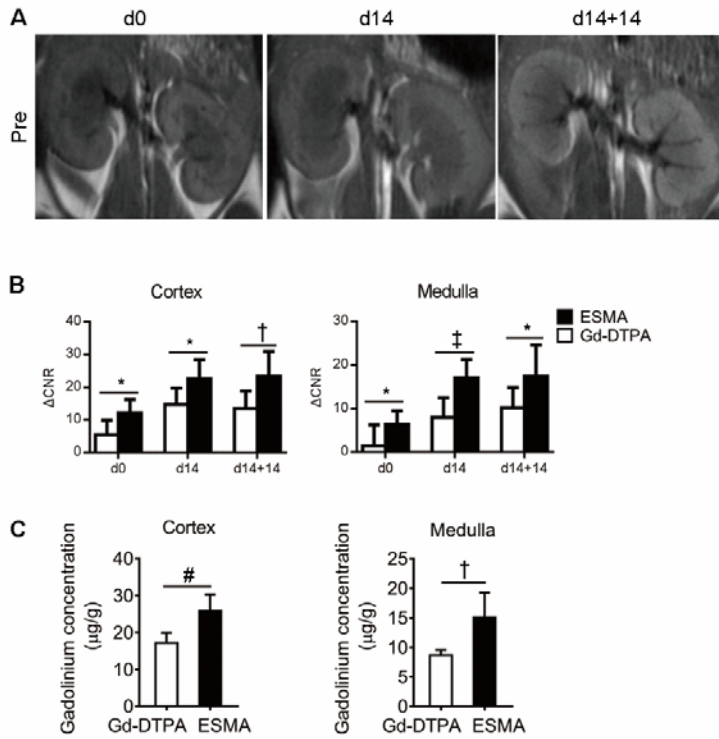 A
d0 d14 d14+14
Pre
B
Cortex Medulla
ESMA
Gd-DTPA
ΔCNR
40
30
20
10
0
* * †
d0 d14 d14+14
ΔCNR
30
20
10
0
* ‡ *
d0 d14 d14+14
C
Cortex Medulla
Gadolinium concentration
(μg/g)
40
30
20
10
0
#
Gd-DTPA ESMA
Gadolinium concentration
(μg/g)
25
20
15
10
5
0
†
Gd-DTPA ESMA